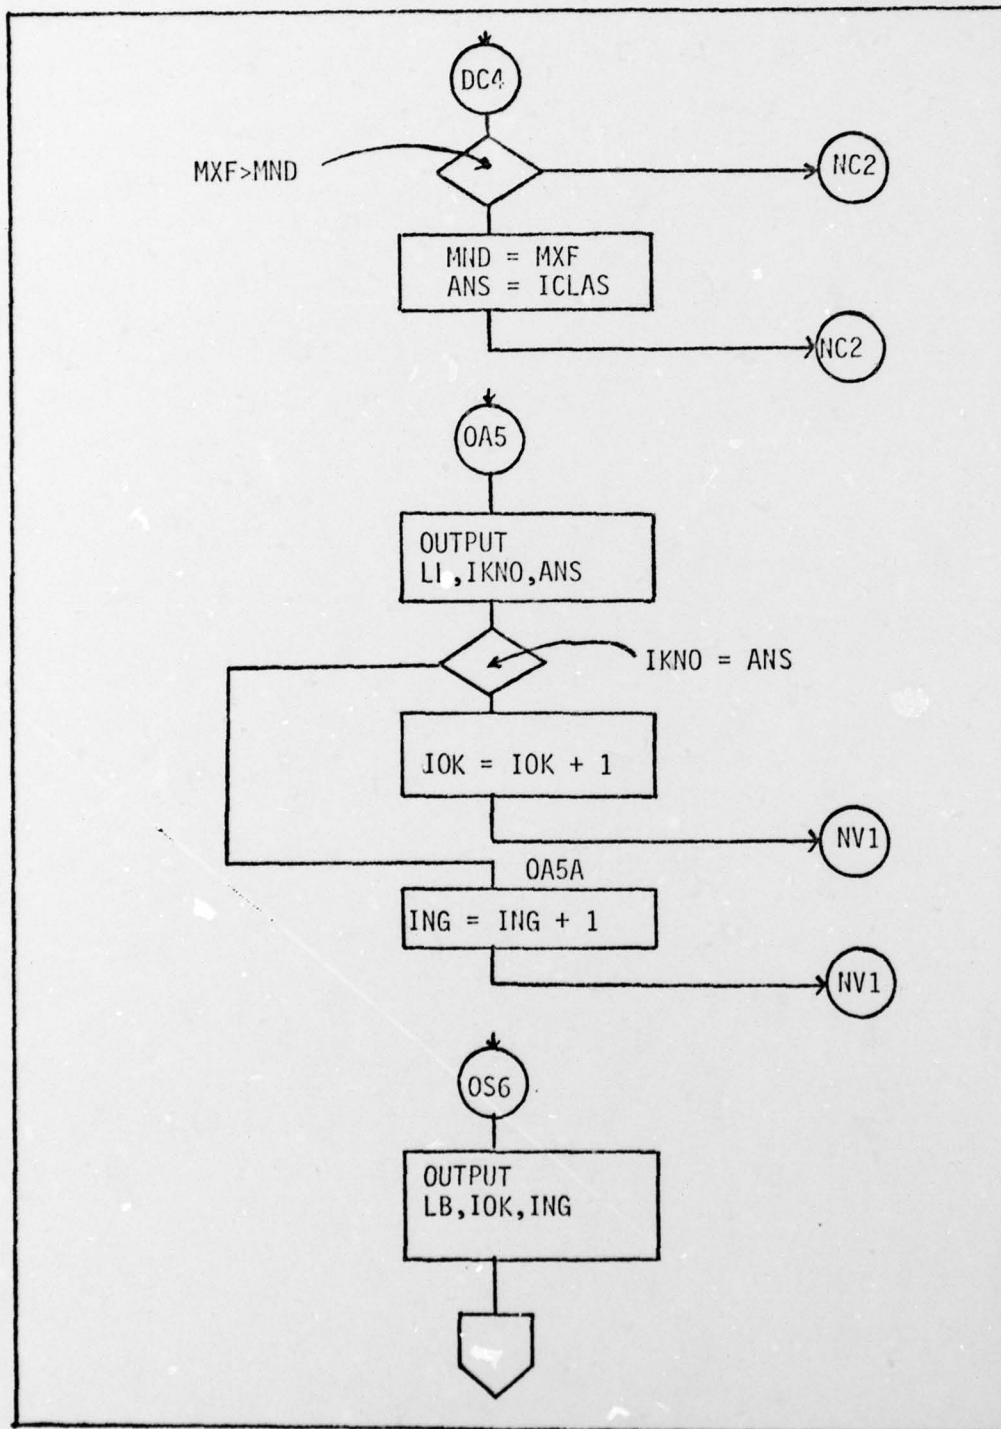 DC4
MXF>MND
NC2
MND = MXF
ANS = ICLAS
NC2
OA5
OUTPUT
,IKNO,ANS
IKNO = ANS
IOK = IOK + 1
NV1
OA5A
ING = ING + 1
NV1
OS6
OUTPUT
LB,IOK,ING